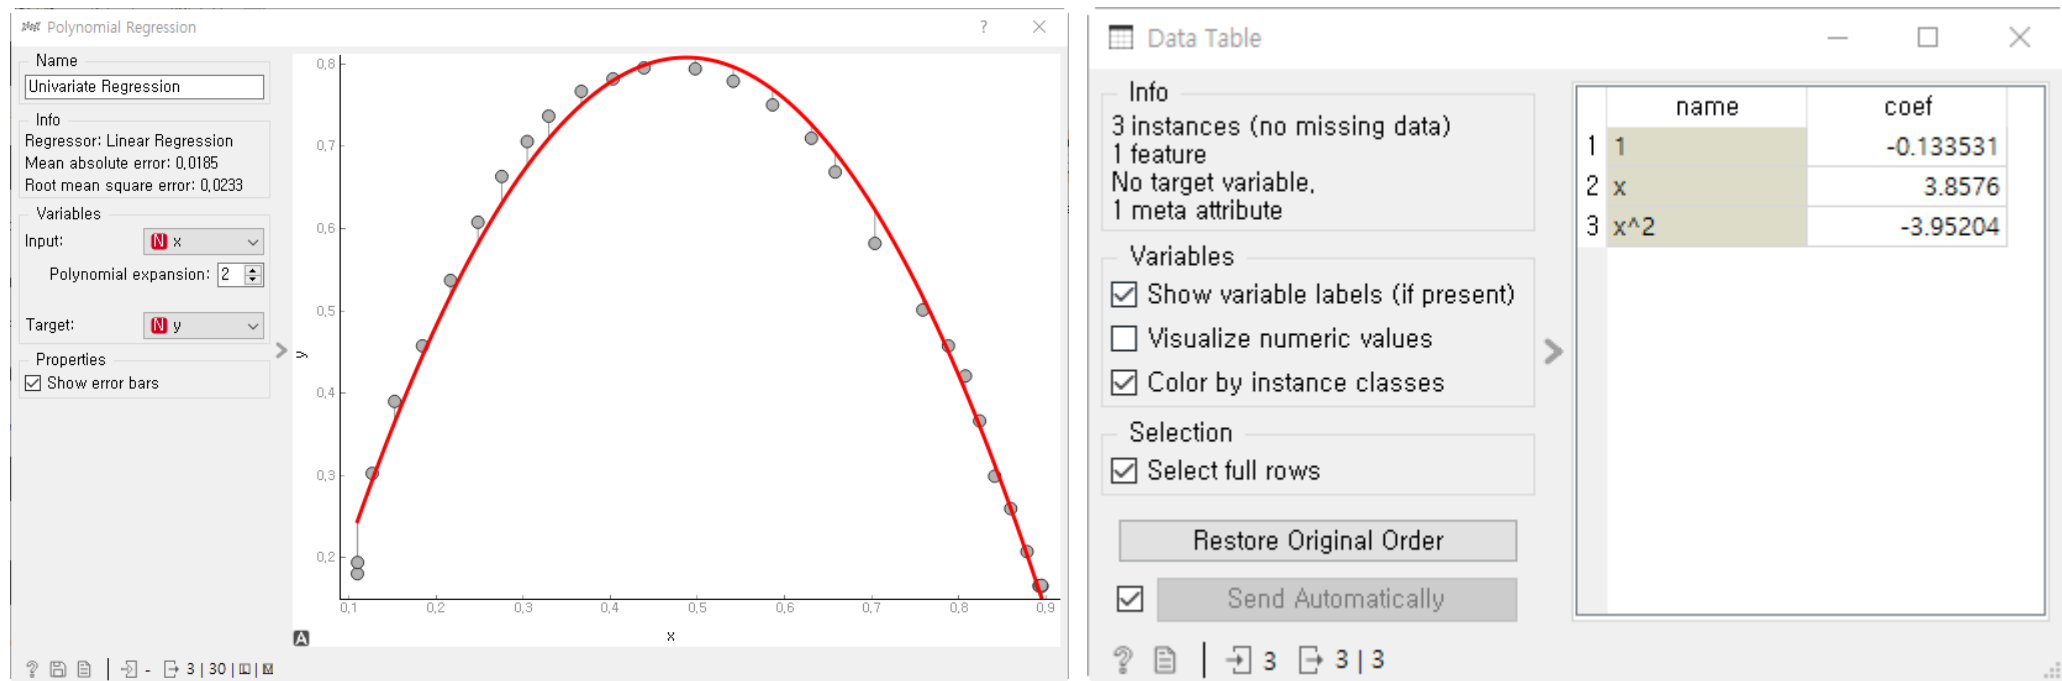 Polynomial Regression
?
Name
Univariate Regression
Info
Regressor: Linear Regression
Mean absolute error: 0,0185
Root mean square error: 0,0233
Variables
Input:
N x
Polynomial expansion: 2
Target:
N y
Properties
Show error bars
0,8
0,7
0,6
0,5
0,4
0,3
0,2
y
0,1 0,2 0,3 0,4 0,5 0,6 0,7 0,8 0,9
x
A
? - 3 | 30 | L | M
Data Table
Info
3 instances (no missing data)
1 feature
No target variable,
1 meta attribute
Variables
Show variable labels (if present)
Visualize numeric values
Color by instance classes
Selection
Select full rows
Restore Original Order
Send Automatically
? 3 3 | 3
name coef
1 1 -0.133531
2 x 3.8576
3 x^2 -3.95204